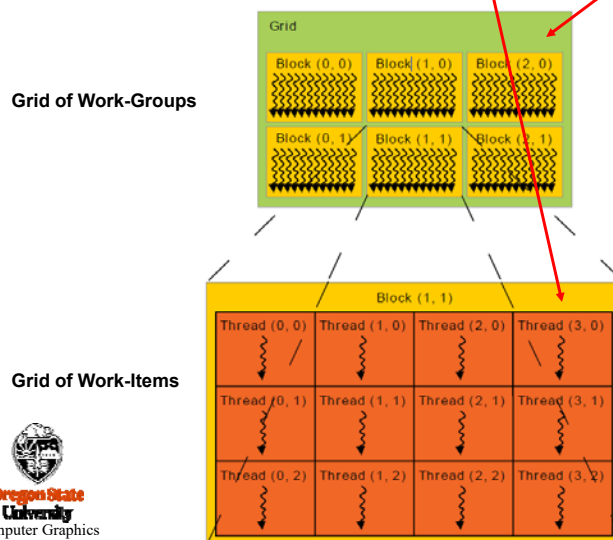 Grid
Block (0, 0) Block (1, 0) Block (2, 0)
Grid of Work-Groups
Block (0, 1) Block (1, 1) Block (2, 1)
Block (1, 1)
Thread (0, 0) Thread (1, 0) Thread (2, 0) Thread (3, 0)
Grid of Work-Items
Thread (0, 1) Thread (1, 1) Thread (2, 1) Thread (3, 1)
Thread (0, 2) Thread (1, 2) Thread (2, 2) Thread (3, 2)
Oregon State
University
mputer Graphics